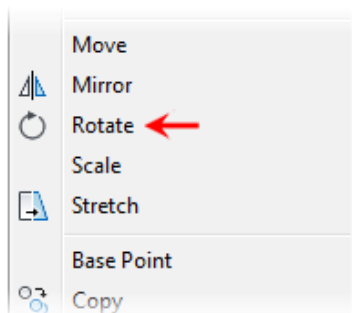 Move
Mirror
Rotate
Scale
Stretch
Base Point
Copy